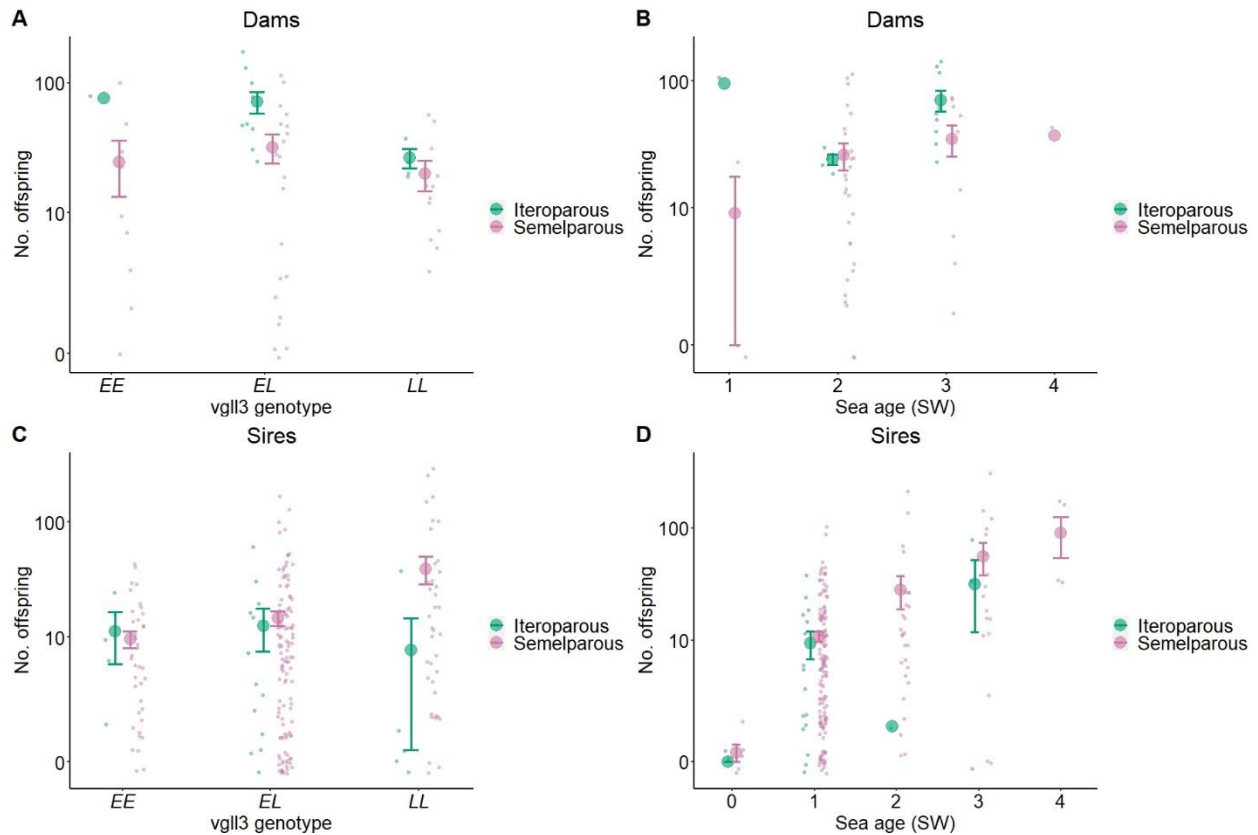 A
Dams
100
10
0
No. offspring
EE
EL
LL
vgll3 genotype
Iteroparous
Semelparous
B
Dams
100
10
0
No. offspring
1
2
3
4
Sea age (SW)
Iteroparous
Semelparous
C
Sires
100
10
0
No. offspring
EE
EL
LL
vgll3 genotype
Iteroparous
Semelparous
D
Sires
100
10
0
No. offspring
0
1
2
3
4
Sea age (SW)
Iteroparous
Semelparous